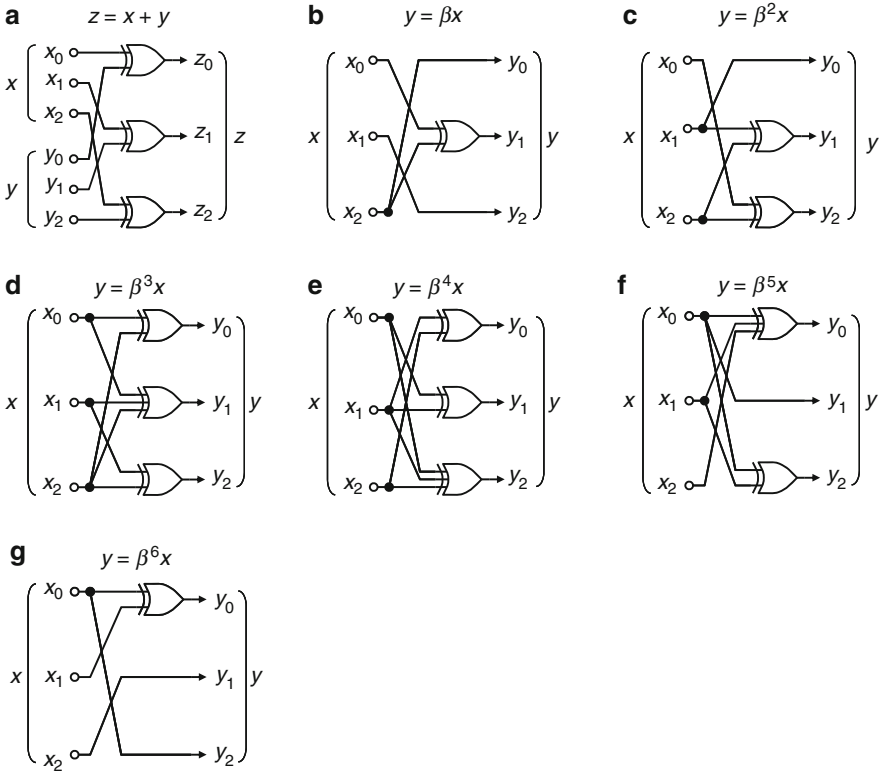 a z = x + y
x x₀ z₀
x₁
x₂ z₁ z
y y₀
y₁
y₂ z₂
b y = βx
x x₀ y₀ y
x₁ y₁
x₂ y₂
c y = β²x
x x₀ y₀ y
x₁ y₁
x₂ y₂
d y = β³x
x x₀ y₀ y
x₁ y₁
x₂ y₂
e y = β⁴x
x x₀ y₀ y
x₁ y₁
x₂ y₂
f y = β⁵x
x x₀ y₀ y
x₁ y₁
x₂ y₂
g y = β⁶x
x x₀ y₀ y
x₁ y₁
x₂ y₂